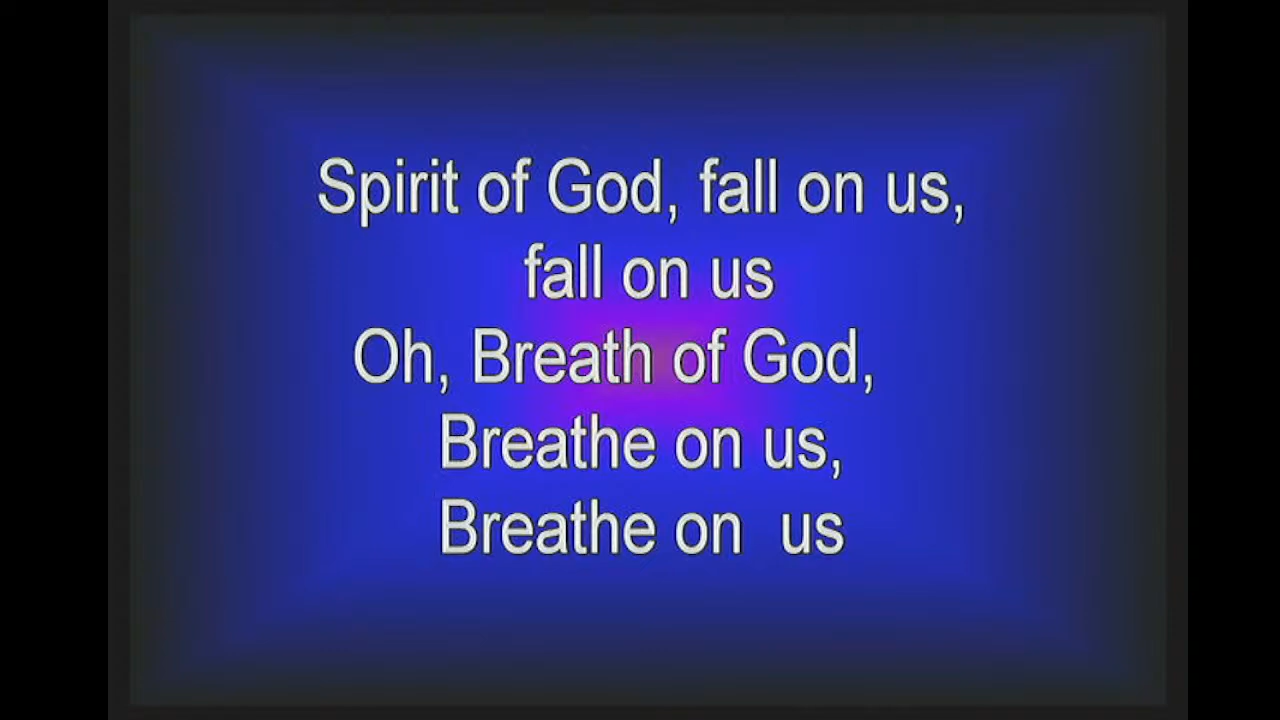 Spirit of God, fall on us,
fall on us
Oh, Breath of God,
Breathe on us,
Breathe on  us